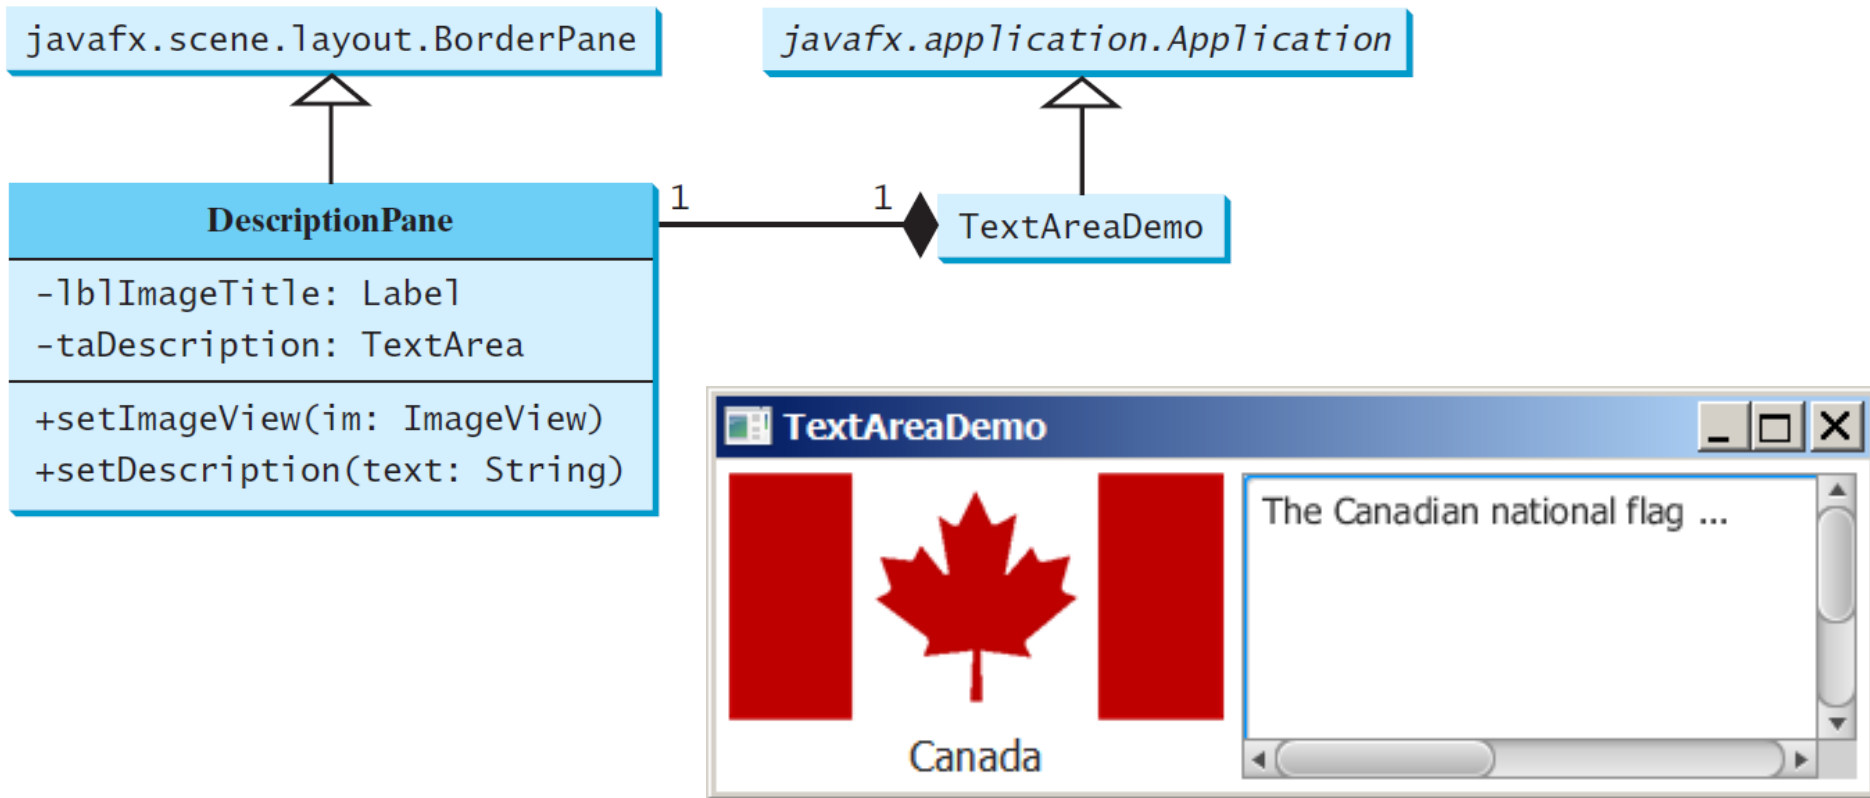 javafx.scene.layout.BorderPane
javafx.application.Application
DescriptionPane
-lblImageTitle: Label
-taDescription: TextArea
+setImageView(im: ImageView)
+setDescription(text: String)
1
1
TextAreaDemo
TextAreaDemo
The Canadian national flag ...
Canada